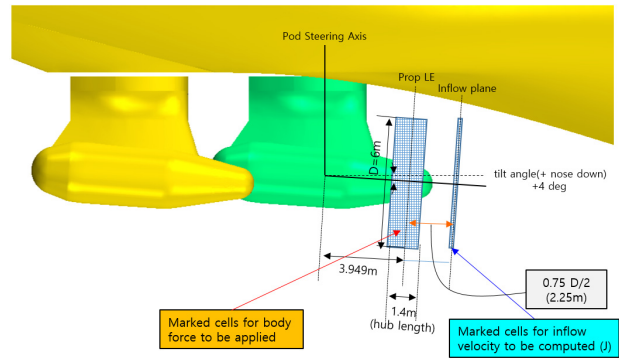 Pod Steering Axis
Prop LE
Inflow plane
D=6m
tilt angle(+ nose down)
+4 deg
3.949m
1.4m
(hub length)
0.75 D/2
(2.25m)
Marked cells for body
force to be applied
Marked cells for inflow
velocity to be computed (J)